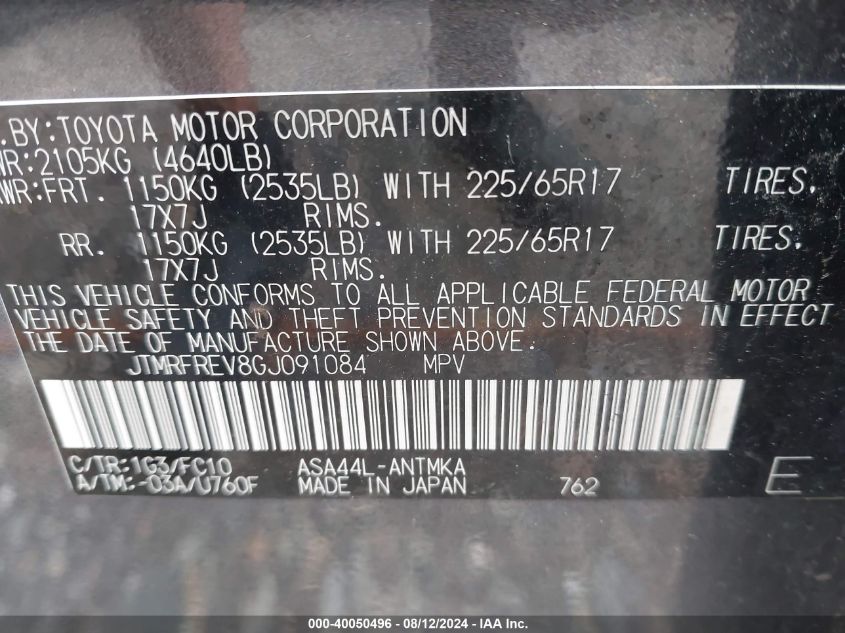 .BY:TOYOTA MOTOR CORPORATION
WR:2105KG (4640LB)
WR:FRT. 1150KG (2535LB) WITH 225/65R17 TIRES.
17X7J RIMS.
RR. 1150KG (2535LB) WITH 225/65R17 TIRES.
17X7J RIMS.
THIS VEHICLE CONFORMS TO ALL APPLICABLE FEDERAL MOTOR
VEHICLE SAFETY AND THEFT PREVENTION STANDARDS IN EFFECT
THE DATE OF MANUFACTURE SHOWN ABOVE.
JTMRFREV8GJ091084 MPV
C/TR:1G3/FC10 ASA44L-ANTMKA
A/TM:-03A/U760F MADE IN JAPAN 762 E
000-40050496 - 08/12/2024 - IAA Inc.